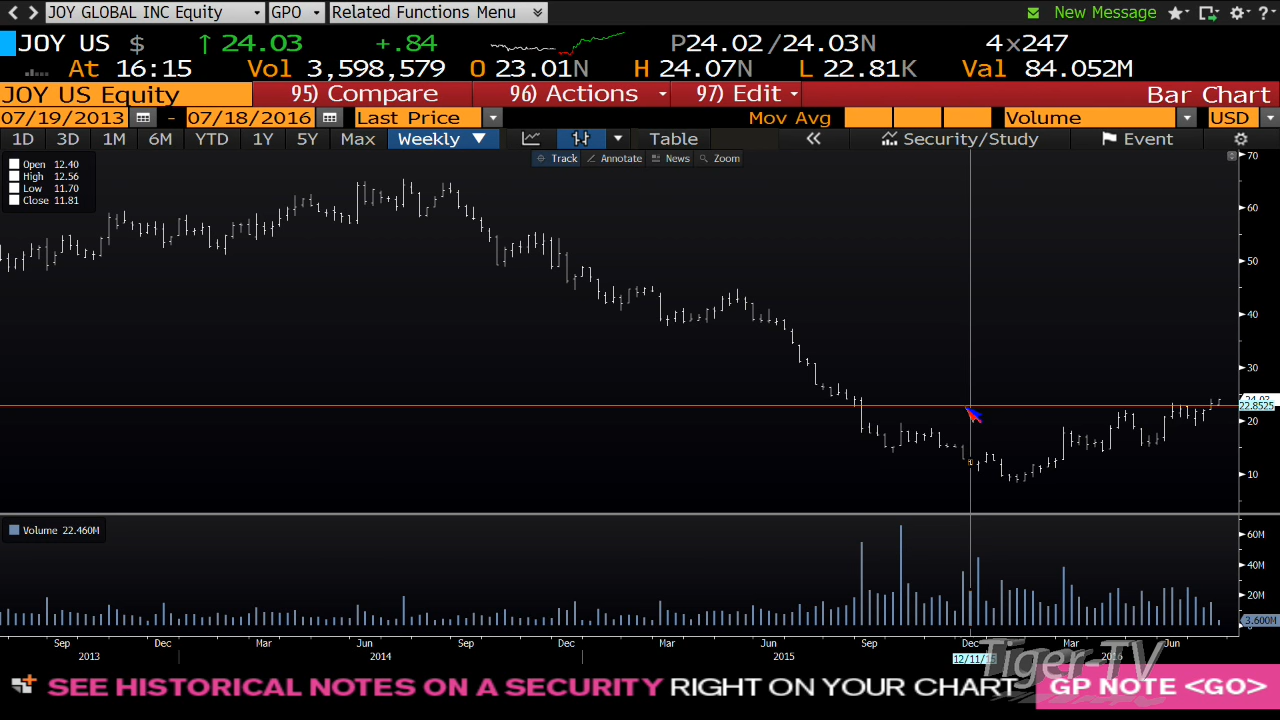 JOY GLOBAL INC Equity GPO Related Functions Menu New Message
JOY US $ ↑ 24.03 +.84 P24.02 /24.03N 4x247
At 16:15 Vol 3,598,579 O 23.01N H 24.07N L 22.81K Val 84.052M
JOY US Equity 95) Compare 96) Actions 97) Edit Bar Chart
07/19/2013 - 07/18/2016 Last Price Mov Avg Volume USD
1D 3D 1M 6M YTD 1Y 5Y Max Weekly ▼ Table « Security/Study Event
Track Annotate News Zoom
Open 12.40
High 12.56
Low 11.70
Close 11.81
70
60
50
40
30
24.03
22.8525
20
10
Volume 22.460M
60M
40M
20M
3.600M
0
Sep Dec Mar Jun Sep Dec Mar Jun Sep Dec Mar Jun
2013 2014 2015 12/11/15 2016
Tiger-TV
SEE HISTORICAL NOTES ON A SECURITY RIGHT ON YOUR CHART GP NOTE <GO>